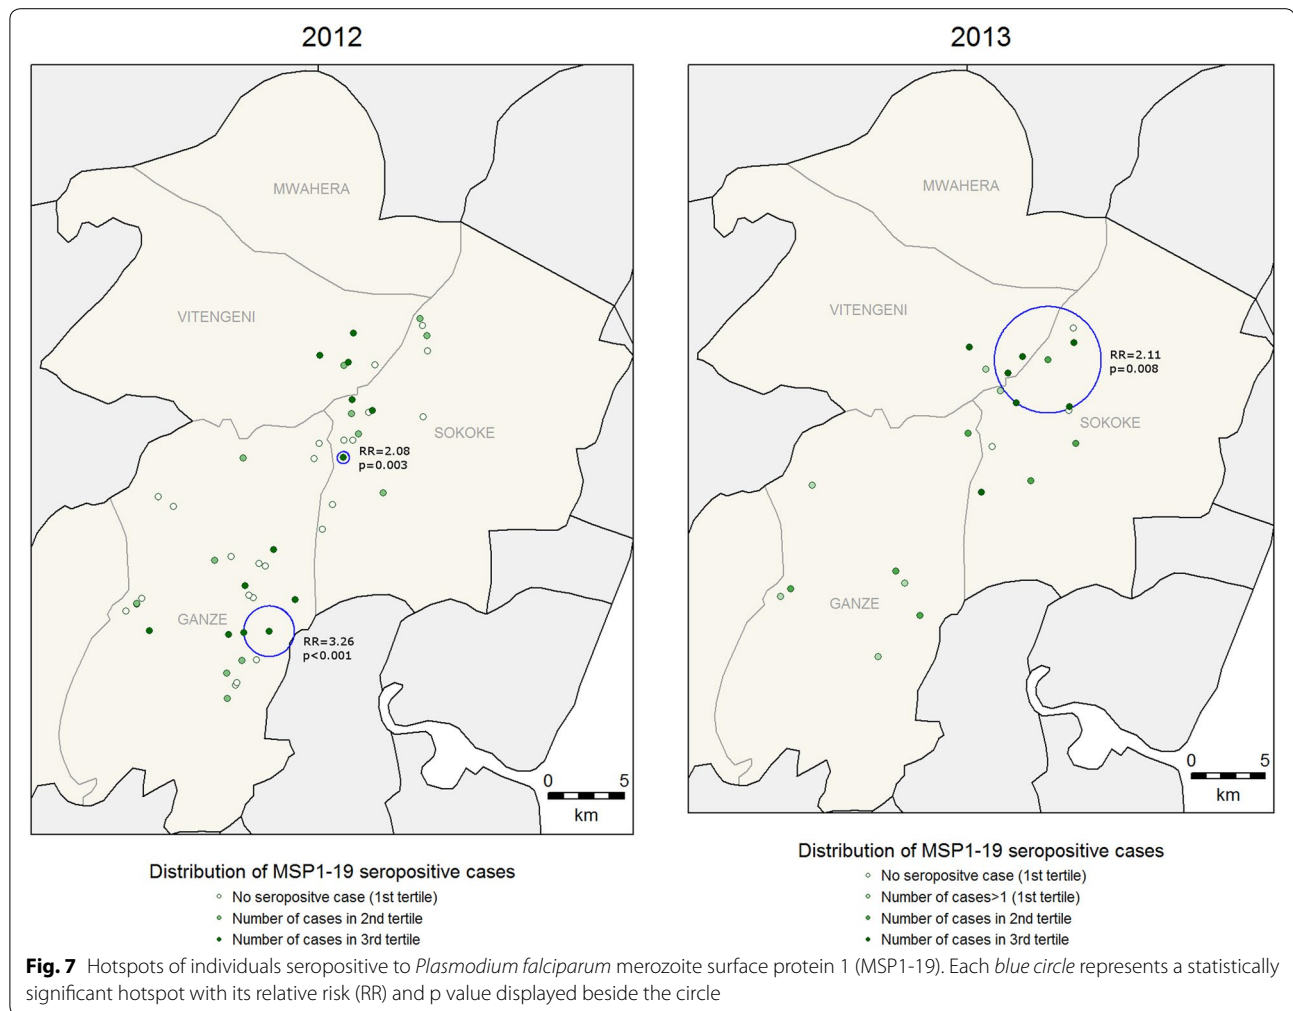 2012
MWAHERA
VITENGENI
SOKOKE
RR=2.08
p=0.003
GANZE
RR=3.26
p<0.001
0 5
km
Distribution of MSP1-19 seropositive cases
No seropositve case (1st tertile)
Number of cases in 2nd tertile
Number of cases in 3rd tertile
2013
MWAHERA
VITENGENI
RR=2.11
p=0.008
SOKOKE
GANZE
0 5
km
Distribution of MSP1-19 seropositive cases
No seropositive case (1st tertile)
Number of cases>1 (1st tertile)
Number of cases in 2nd tertile
Number of cases in 3rd tertile
Fig. 7 Hotspots of individuals seropositive to Plasmodium falciparum merozoite surface protein 1 (MSP1-19). Each blue circle represents a statistically
significant hotspot with its relative risk (RR) and p value displayed beside the circle